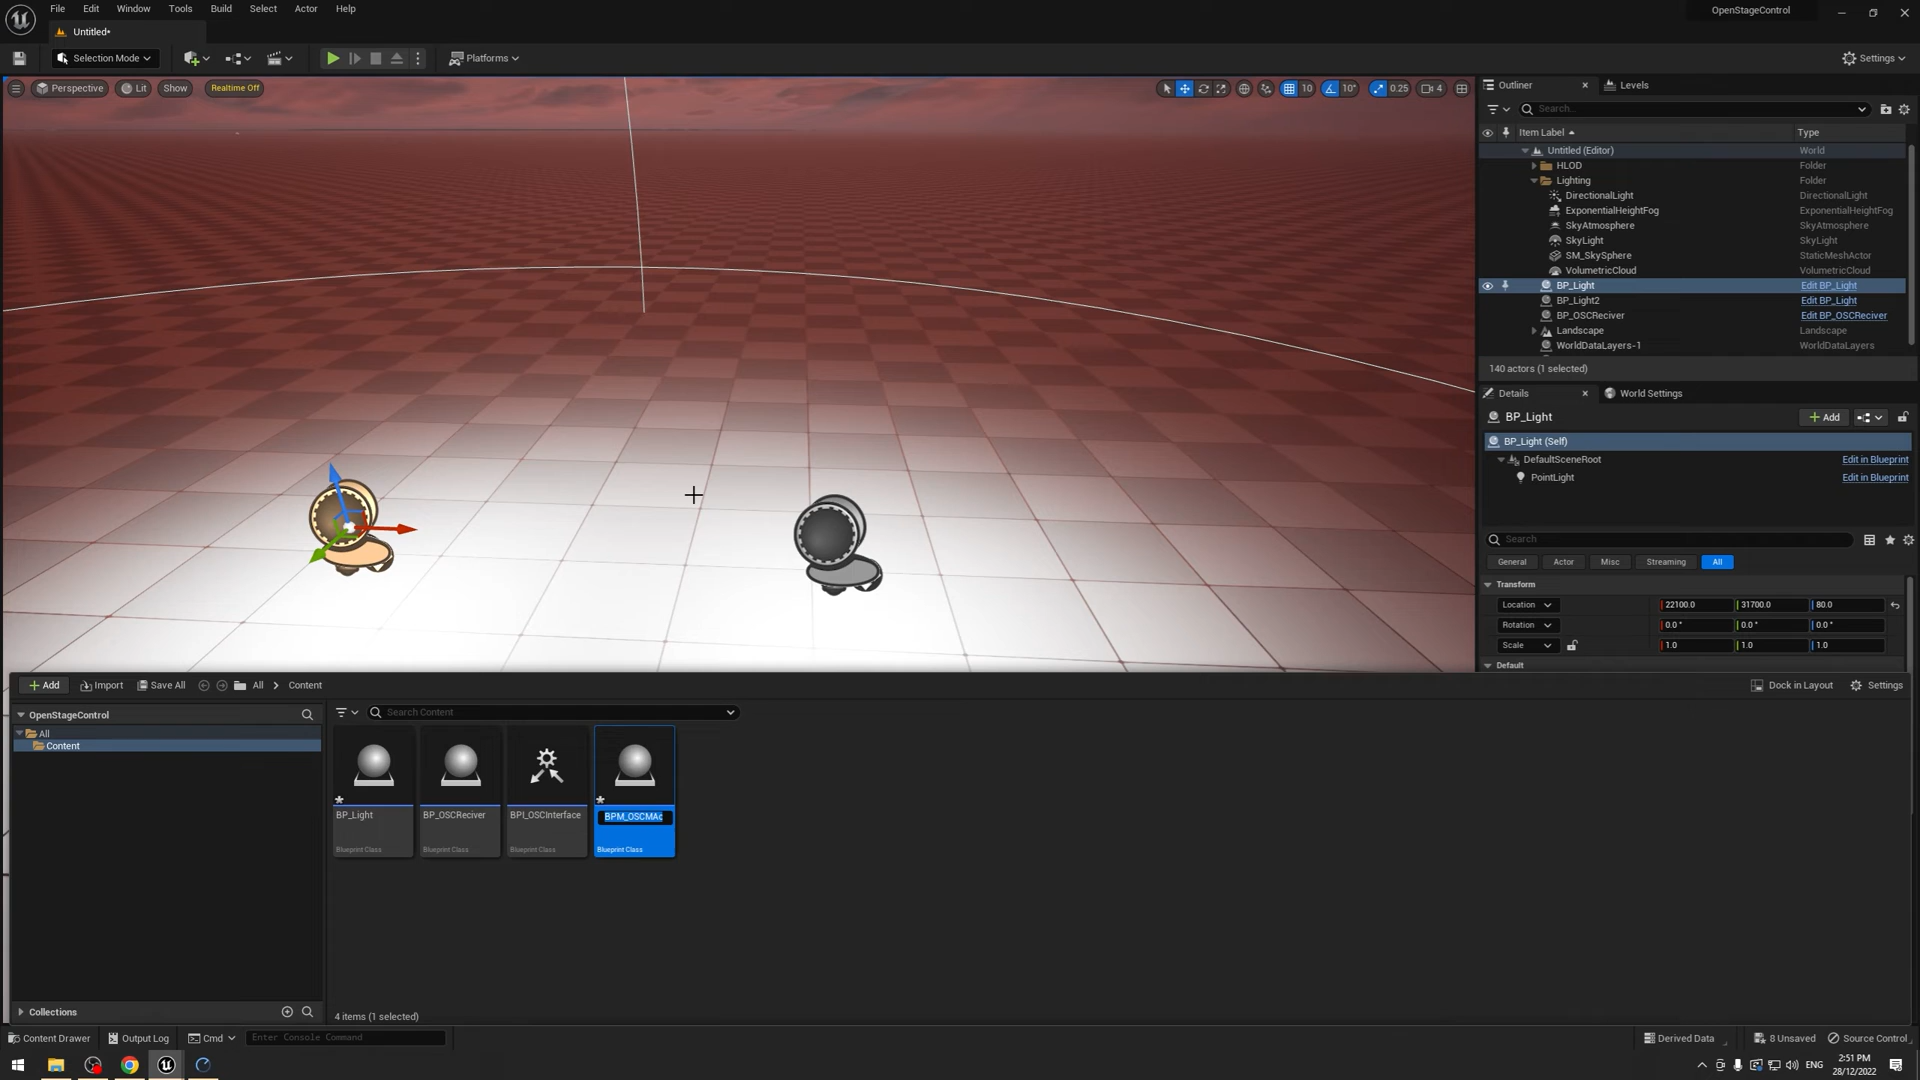 File Edit Window Tools Build Select Actor Help
OpenStageControl
Untitled*
Selection Mode
Platforms
Settings
Perspective Lit Show Realtime Off
10 10° 0.25 4
Outliner Levels
Search...
Item Label Type
Untitled (Editor) World
HLOD Folder
Lighting Folder
DirectionalLight DirectionalLight
ExponentialHeightFog ExponentialHeightFog
SkyAtmosphere SkyAtmosphere
SkyLight SkyLight
SM_SkySphere StaticMeshActor
VolumetricCloud VolumetricCloud
BP_Light Edit BP_Light
BP_Light2 Edit BP_Light
BP_OSCReciver Edit BP_OSCReciver
Landscape Landscape
WorldDataLayers-1 WorldDataLayers
140 actors (1 selected)
Details World Settings
BP_Light Add
BP_Light (Self)
DefaultSceneRoot Edit in Blueprint
PointLight Edit in Blueprint
Search
General Actor Misc Streaming All
Transform
Location 22100.0 31700.0 80.0
Rotation 0.0° 0.0° 0.0°
Scale 1.0 1.0 1.0
Default
Add Import Save All All Content
Dock in Layout Settings
OpenStageControl
All
Content
Search Content
BP_Light BP_OSCReciver BPI_OSCInterface BPM_OSCMAc
Blueprint Class Blueprint Class Blueprint Class Blueprint Class
Collections
4 items (1 selected)
Content Drawer Output Log Cmd Enter Console Command
Derived Data 8 Unsaved Source Control
ENG
2:51 PM
28/12/2022